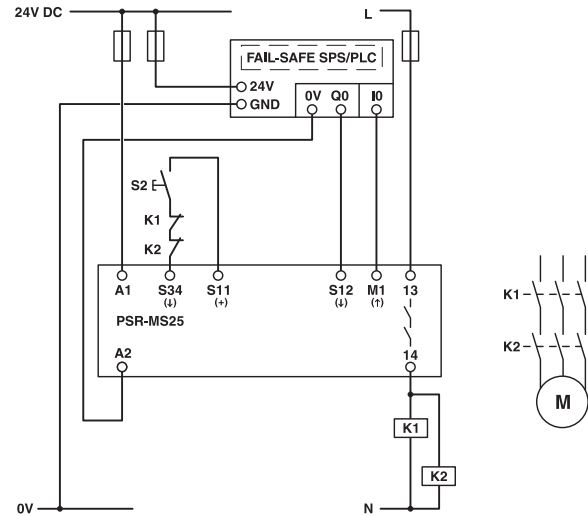 24V DC
L
FAIL-SAFE SPS/PLC
24V
GND
0V Q0 I0
S2
K1
K2
A1 S34 S11 S12 M1 13
(↓) (+) (↓) (↑)
PSR-MS25
A2 14
K1
K2
K1
K2
M
0V N